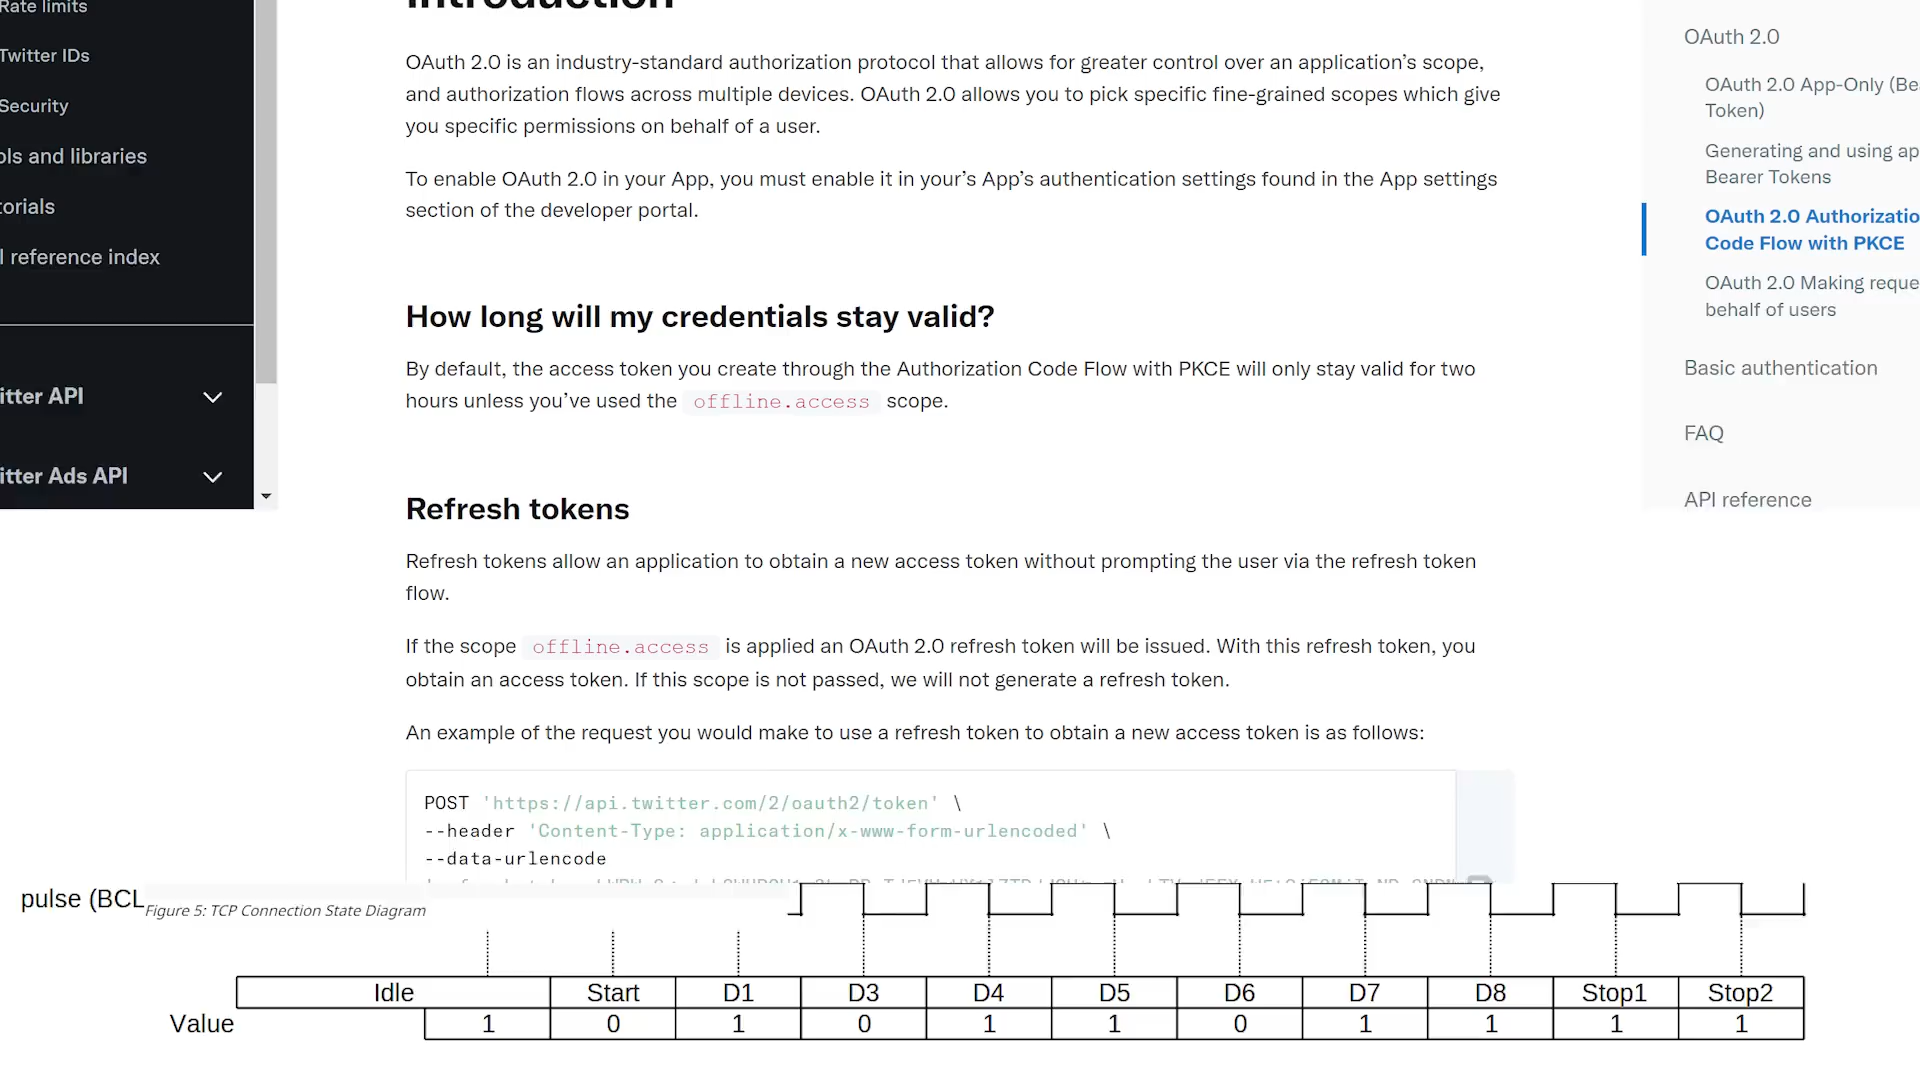 Rate limits
Twitter IDs
Security
ols and libraries
torials
I reference index
itter API
itter Ads API
Introduction
OAuth 2.0 is an industry-standard authorization protocol that allows for greater control over an application’s scope,
and authorization flows across multiple devices. OAuth 2.0 allows you to pick specific fine-grained scopes which give
you specific permissions on behalf of a user.
To enable OAuth 2.0 in your App, you must enable it in your’s App’s authentication settings found in the App settings
section of the developer portal.
How long will my credentials stay valid?
By default, the access token you create through the Authorization Code Flow with PKCE will only stay valid for two
hours unless you’ve used the offline.access scope.
Refresh tokens
Refresh tokens allow an application to obtain a new access token without prompting the user via the refresh token
flow.
If the scope offline.access is applied an OAuth 2.0 refresh token will be issued. With this refresh token, you
obtain an access token. If this scope is not passed, we will not generate a refresh token.
An example of the request you would make to use a refresh token to obtain a new access token is as follows:
POST 'https://api.twitter.com/2/oauth2/token' \
--header 'Content-Type: application/x-www-form-urlencoded' \
--data-urlencode
OAuth 2.0
OAuth 2.0 App-Only (Bea
Token)
Generating and using ap
Bearer Tokens
OAuth 2.0 Authorizatio
Code Flow with PKCE
OAuth 2.0 Making reque
behalf of users
Basic authentication
FAQ
API reference
pulse (BCL
Figure 5: TCP Connection State Diagram
Idle Start D1 D3 D4 D5 D6 D7 D8 Stop1 Stop2
Value 1 0 1 0 1 1 0 1 1 1 1